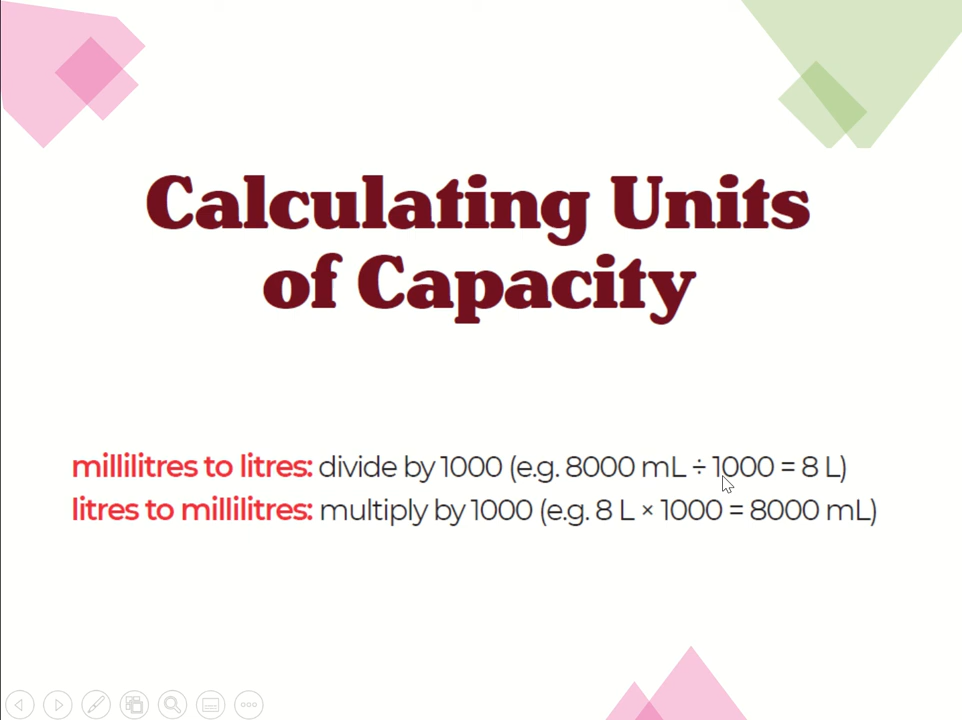 Calculating Units
of Capacity
millilitres to litres: divide by 1000 (e.g. 8000 mL ÷ 1000 = 8 L)
litres to millilitres: multiply by 1000 (e.g. 8 L × 1000 = 8000 mL)